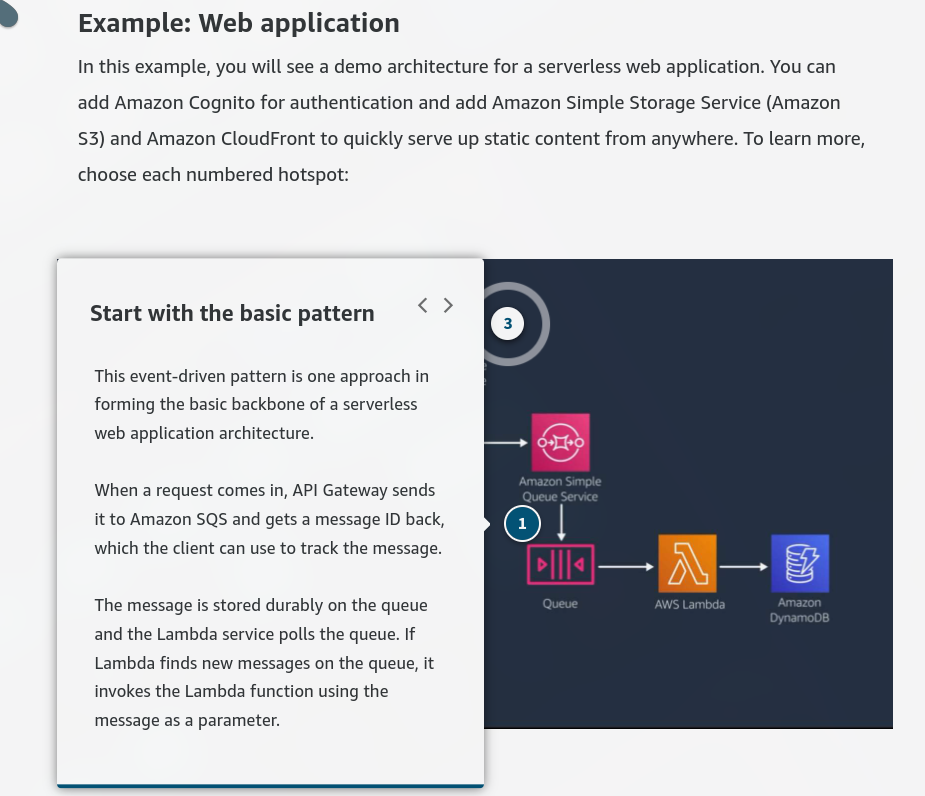 Example: Web application
In this example, you will see a demo architecture for a serverless web application. You can
add Amazon Cognito for authentication and add Amazon Simple Storage Service (Amazon
S3) and Amazon CloudFront to quickly serve up static content from anywhere. To learn more,
choose each numbered hotspot:
Start with the basic pattern
This event-driven pattern is one approach in
forming the basic backbone of a serverless
web application architecture.
When a request comes in, API Gateway sends
it to Amazon SQS and gets a message ID back,
which the client can use to track the message.
The message is stored durably on the queue
and the Lambda service polls the queue. If
Lambda finds new messages on the queue, it
invokes the Lambda function using the
message as a parameter.
3
Amazon Simple
Queue Service
1
Queue
AWS Lambda
Amazon
DynamoDB